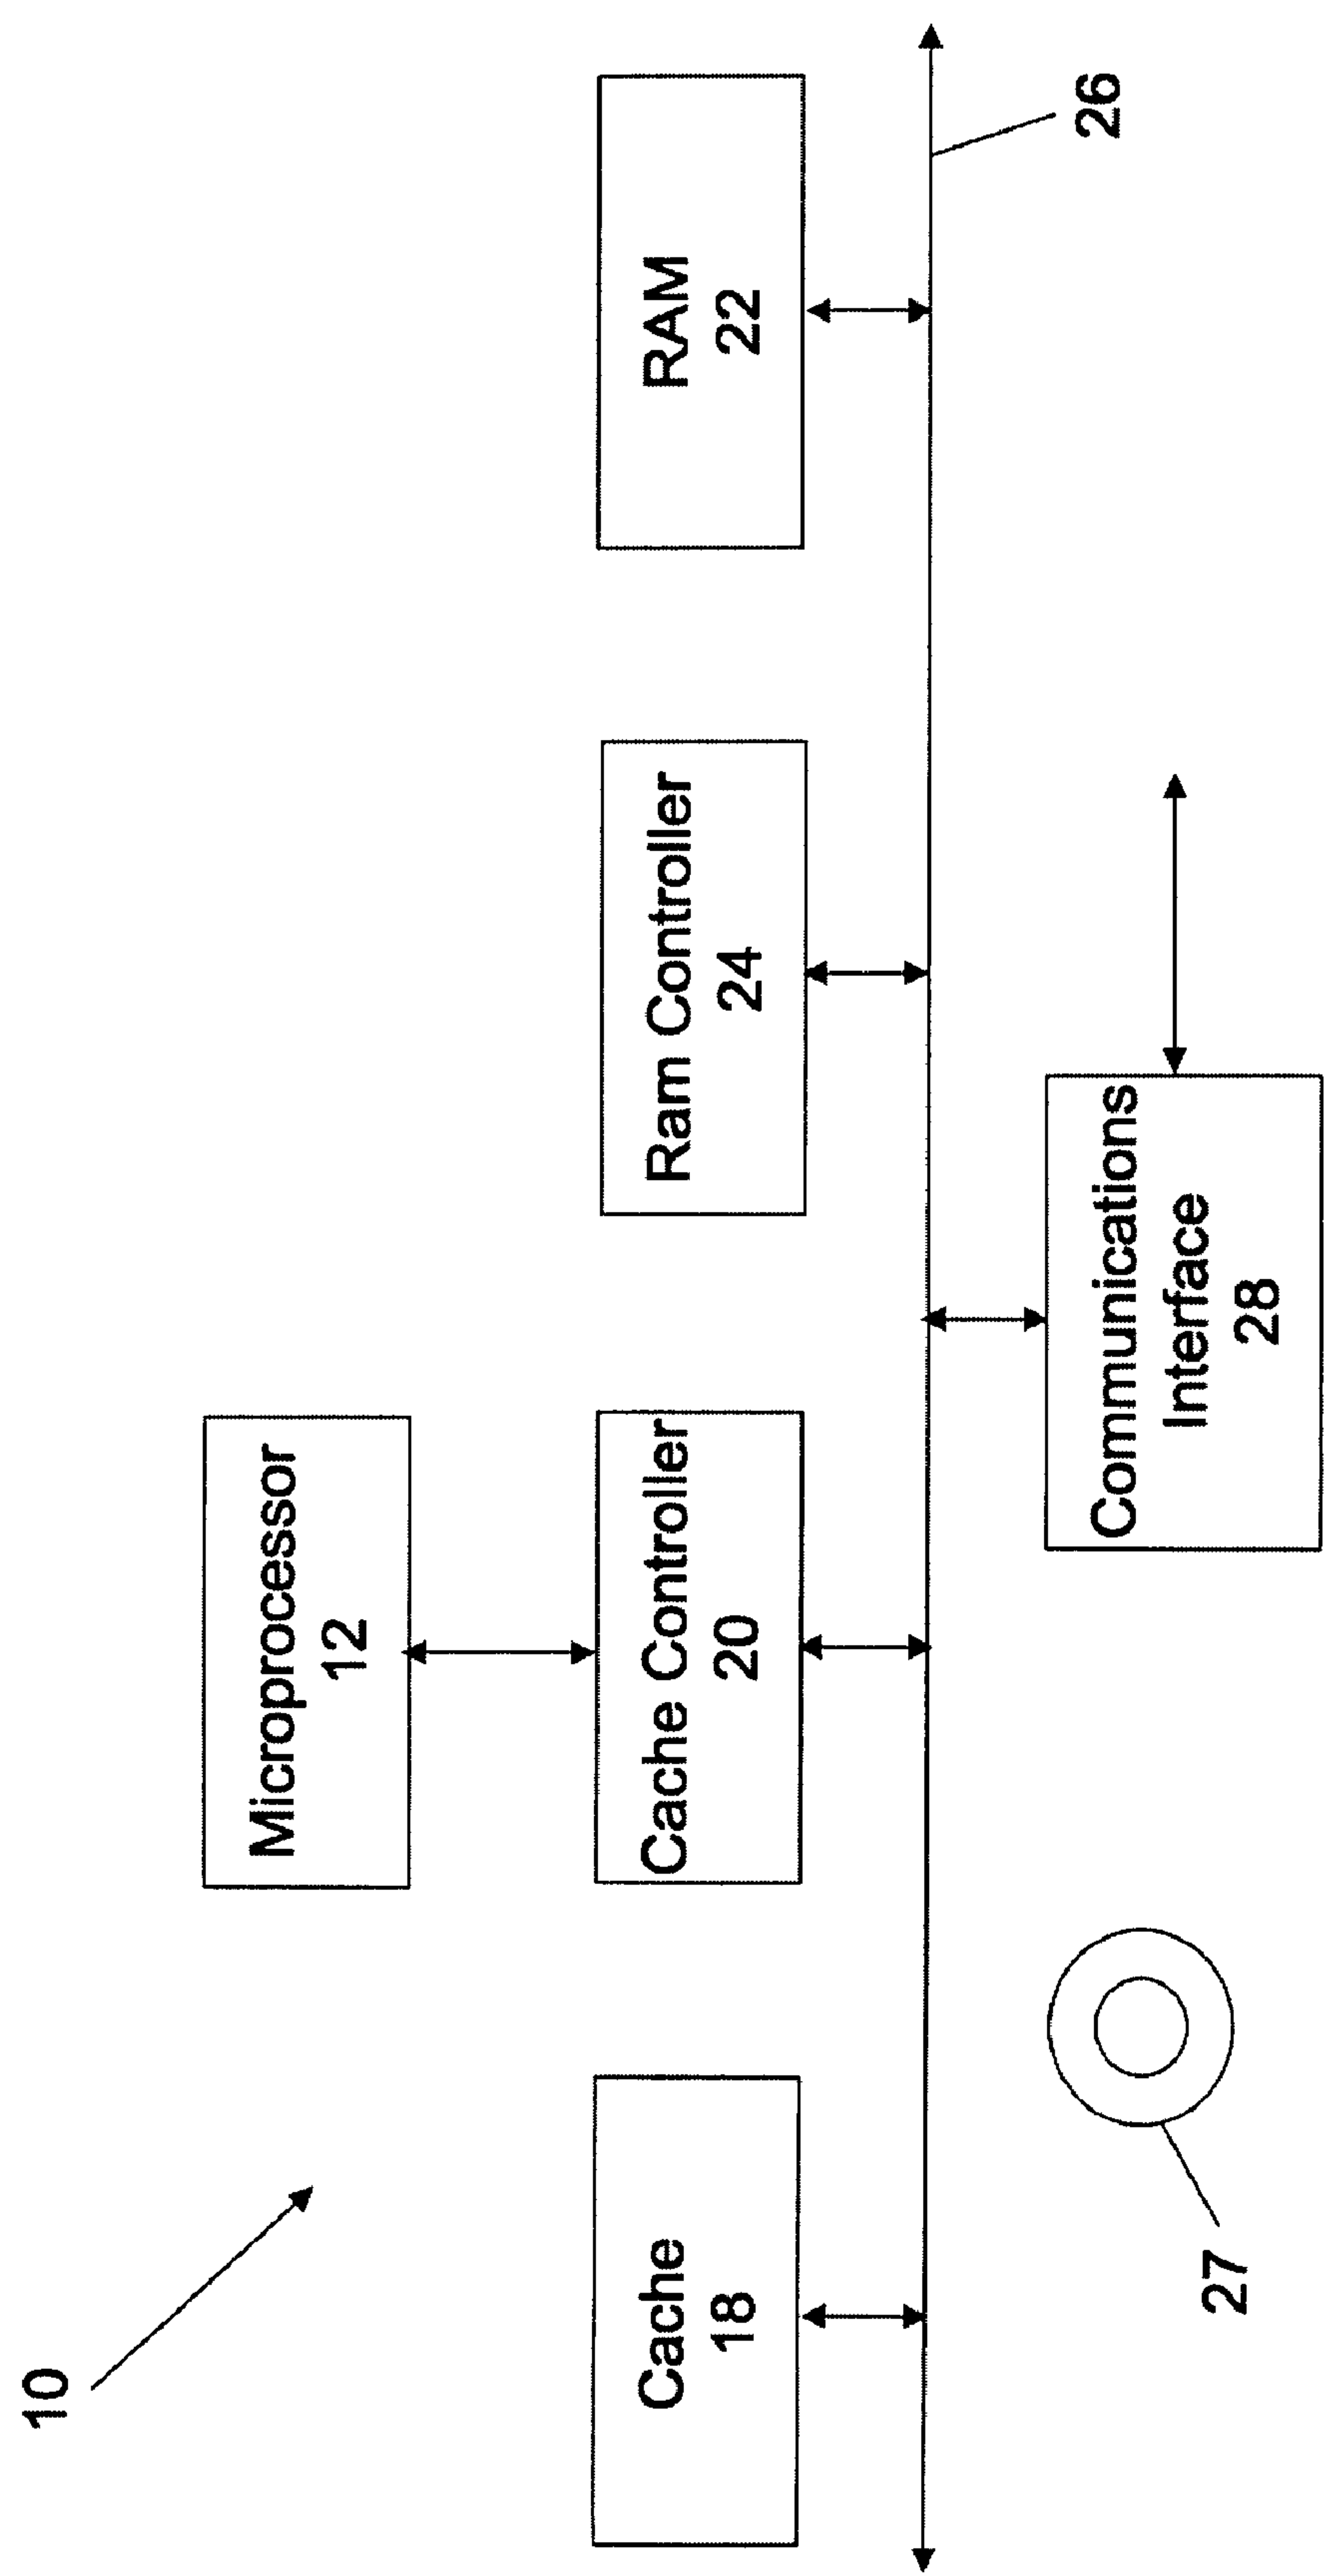 10
Microprocessor
12
Cache
18
Cache Controller
20
Ram Controller
24
RAM
22
26
27
Communications
Interface
28